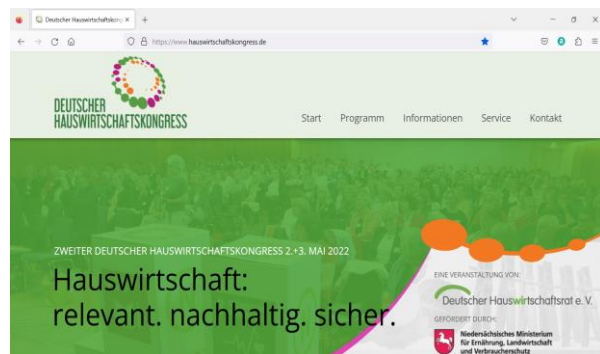 Deutscher Hauswirtschaftskong
https://www.hauswirtschaftskongress.de
DEUTSCHER
HAUSWIRTSCHAFTSKONGRESS
Start Programm Informationen Service Kontakt
ZWEITER DEUTSCHER HAUSWIRTSCHAFTSKONGRESS 2.+3. MAI 2022
Hauswirtschaft:
relevant. nachhaltig. sicher.
EINE VERANSTALTUNG VON:
Deutscher Hauswirtschaftsrat e. V.
GEFÖRDERT DURCH:
Niedersächsisches Ministerium
für Ernährung, Landwirtschaft
und Verbraucherschutz